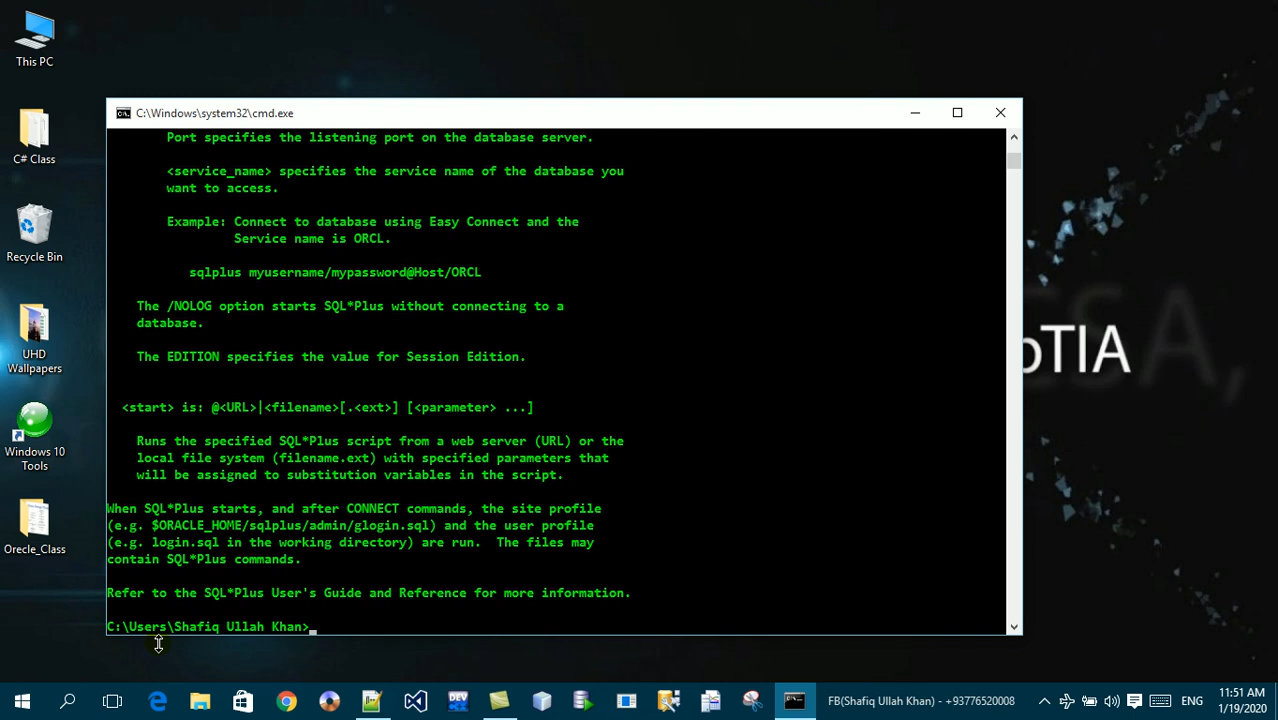 This PC
C# Class
Recycle Bin
UHD
Wallpapers
Windows 10
Tools
Orecle_Class
C:\Windows\system32\cmd.exe
Port specifies the listening port on the database server.
<service_name> specifies the service name of the database you
want to access.
Example: Connect to database using Easy Connect and the
Service name is ORCL.
sqlplus myusername/mypassword@Host/ORCL
The /NOLOG option starts SQL*Plus without connecting to a
database.
The EDITION specifies the value for Session Edition.
<start> is: @<URL>|<filename>[.<ext>] [<parameter> ...]
Runs the specified SQL*Plus script from a web server (URL) or the
local file system (filename.ext) with specified parameters that
will be assigned to substitution variables in the script.
When SQL*Plus starts, and after CONNECT commands, the site profile
(e.g. $ORACLE_HOME/sqlplus/admin/glogin.sql) and the user profile
(e.g. login.sql in the working directory) are run.  The files may
contain SQL*Plus commands.
Refer to the SQL*Plus User's Guide and Reference for more information.
C:\Users\Shafiq Ullah Khan>
pTIA
SA,
DEV
FB(Shafiq Ullah Khan) - +93776520008
ENG
11:51 AM
1/19/2020